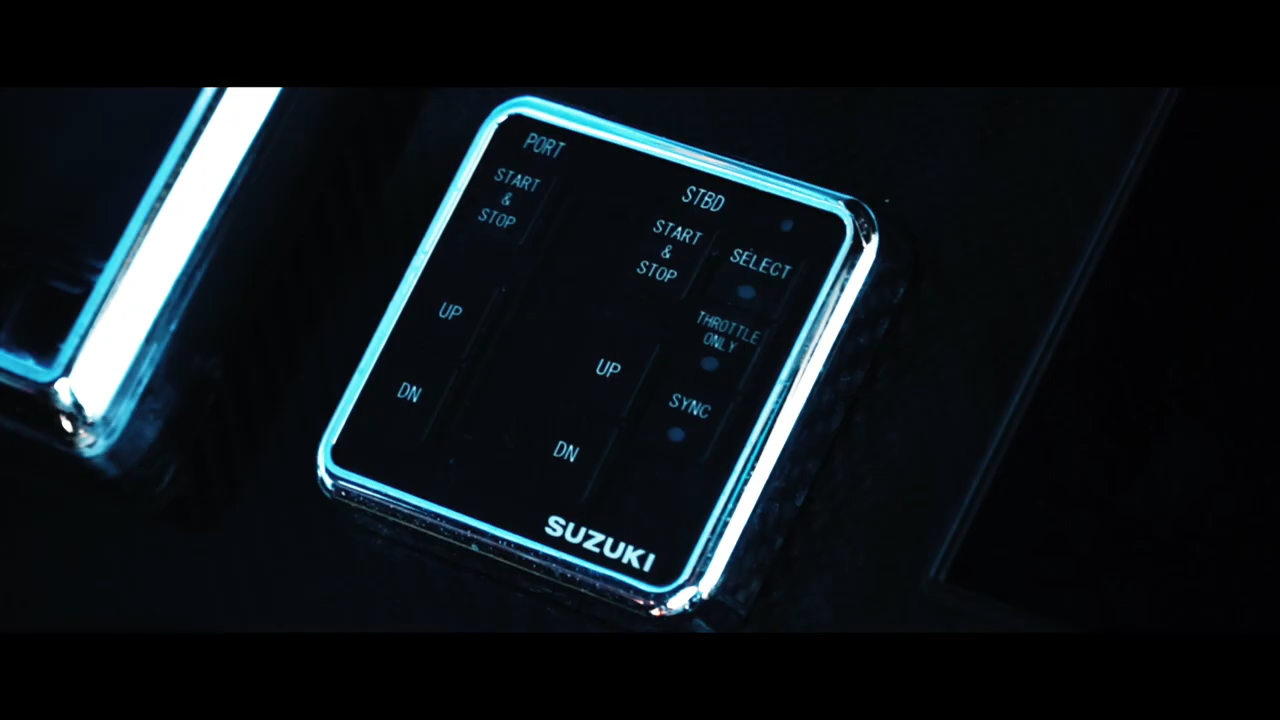 PORT
START
&
STOP
UP
DN
STBD
START
&
STOP
UP
DN
SELECT
THROTTLE
ONLY
SYNC
SUZUKI